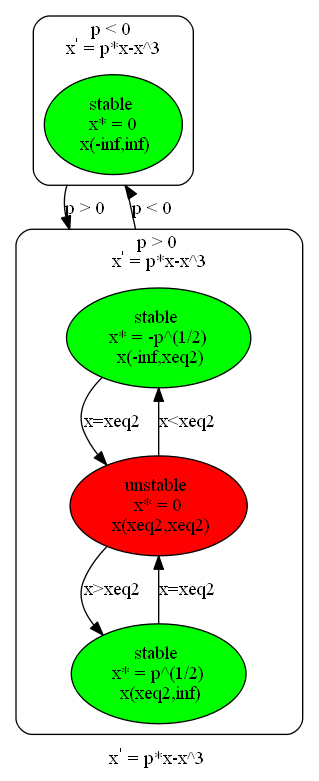 p < 0
x' = p*x-x^3
stable
x* = 0
x(-inf,inf)
p > 0
p < 0
p > 0
x' = p*x-x^3
stable
x* = -p^(1/2)
x(-inf,xeq2)
x=xeq2
x<xeq2
unstable
x* = 0
x(xeq2,xeq2)
x>xeq2
x=xeq2
stable
x* = p^(1/2)
x(xeq2,inf)
x' = p*x-x^3